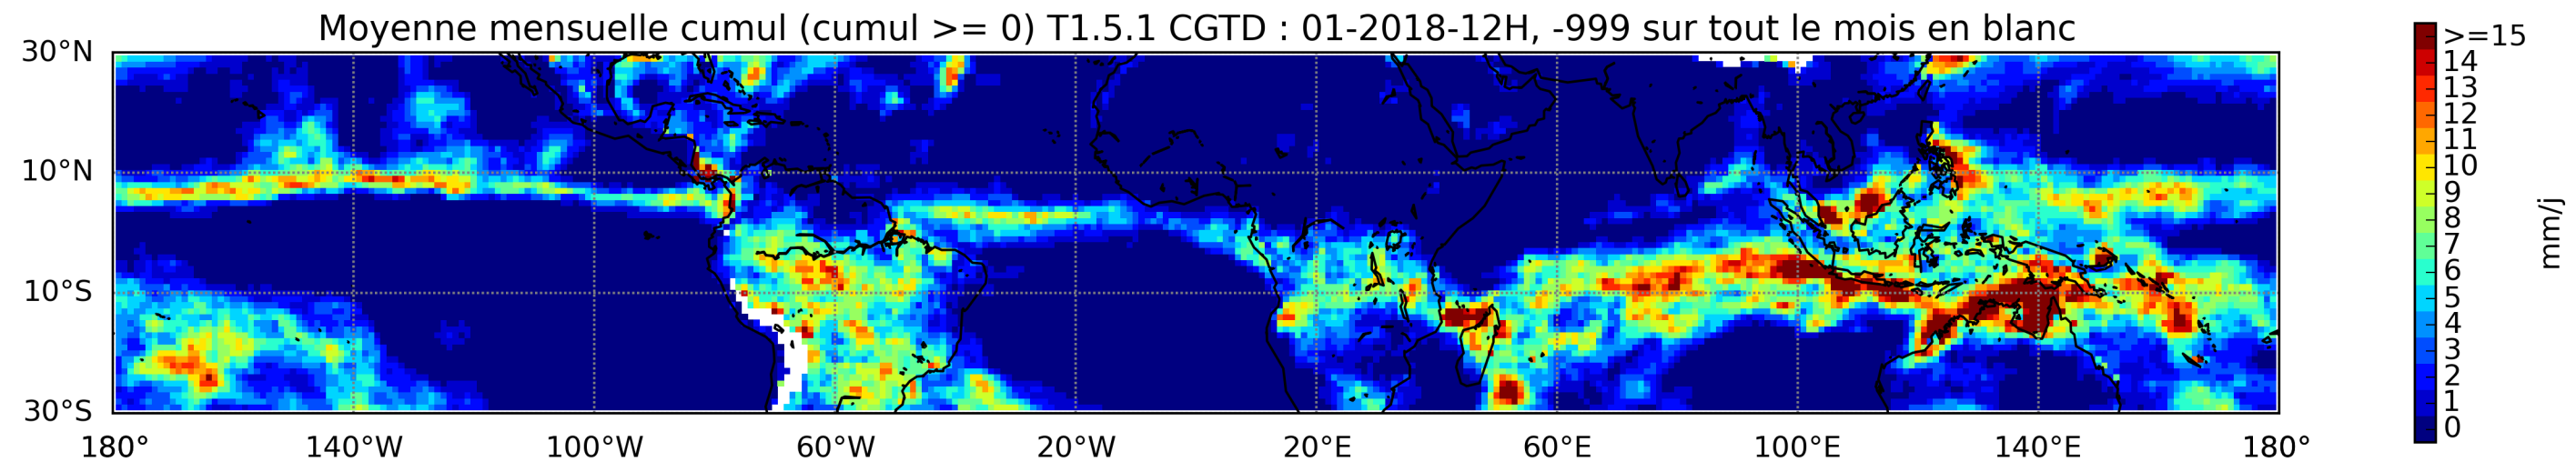 Moyenne mensuelle cumul (cumul >= 0) T1.5.1 CGTD : 01-2018-12H, -999 sur tout le mois en blanc
30°N
10°N
10°S
30°S
180° 140°W 100°W 60°W 20°W 20°E 60°E 100°E 140°E 180°
>=15
14
13
12
11
10
9
8
7
6
5
4
3
2
1
0
mm/j